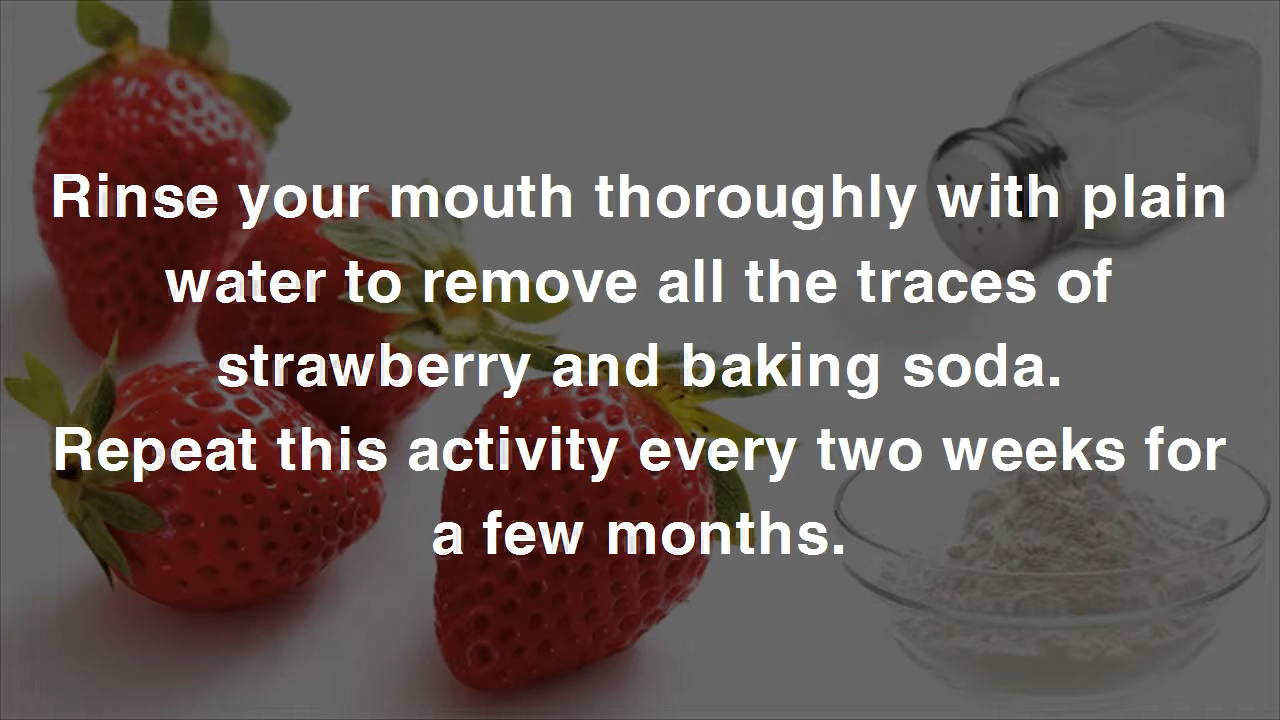 Rinse your mouth thoroughly with plain
water to remove all the traces of
strawberry and baking soda.
Repeat this activity every two weeks for
a few months.